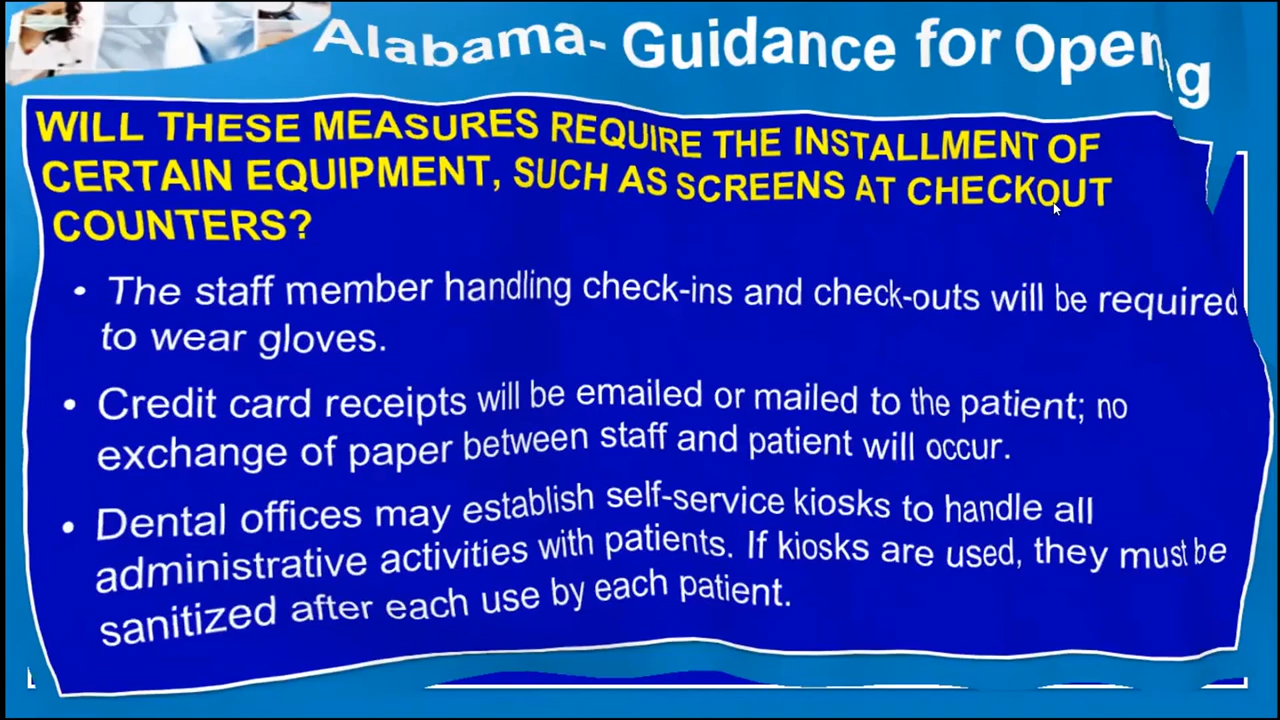 Alabama- Guidance for Opening
WILL THESE MEASURES REQUIRE THE INSTALLMENT OF
CERTAIN EQUIPMENT, SUCH AS SCREENS AT CHECKOUT
COUNTERS?
• The staff member handling check-ins and check-outs will be required
to wear gloves.
• Credit card receipts will be emailed or mailed to the patient; no
exchange of paper between staff and patient will occur.
• Dental offices may establish self-service kiosks to handle all
administrative activities with patients. If kiosks are used, they must be
sanitized after each use by each patient.